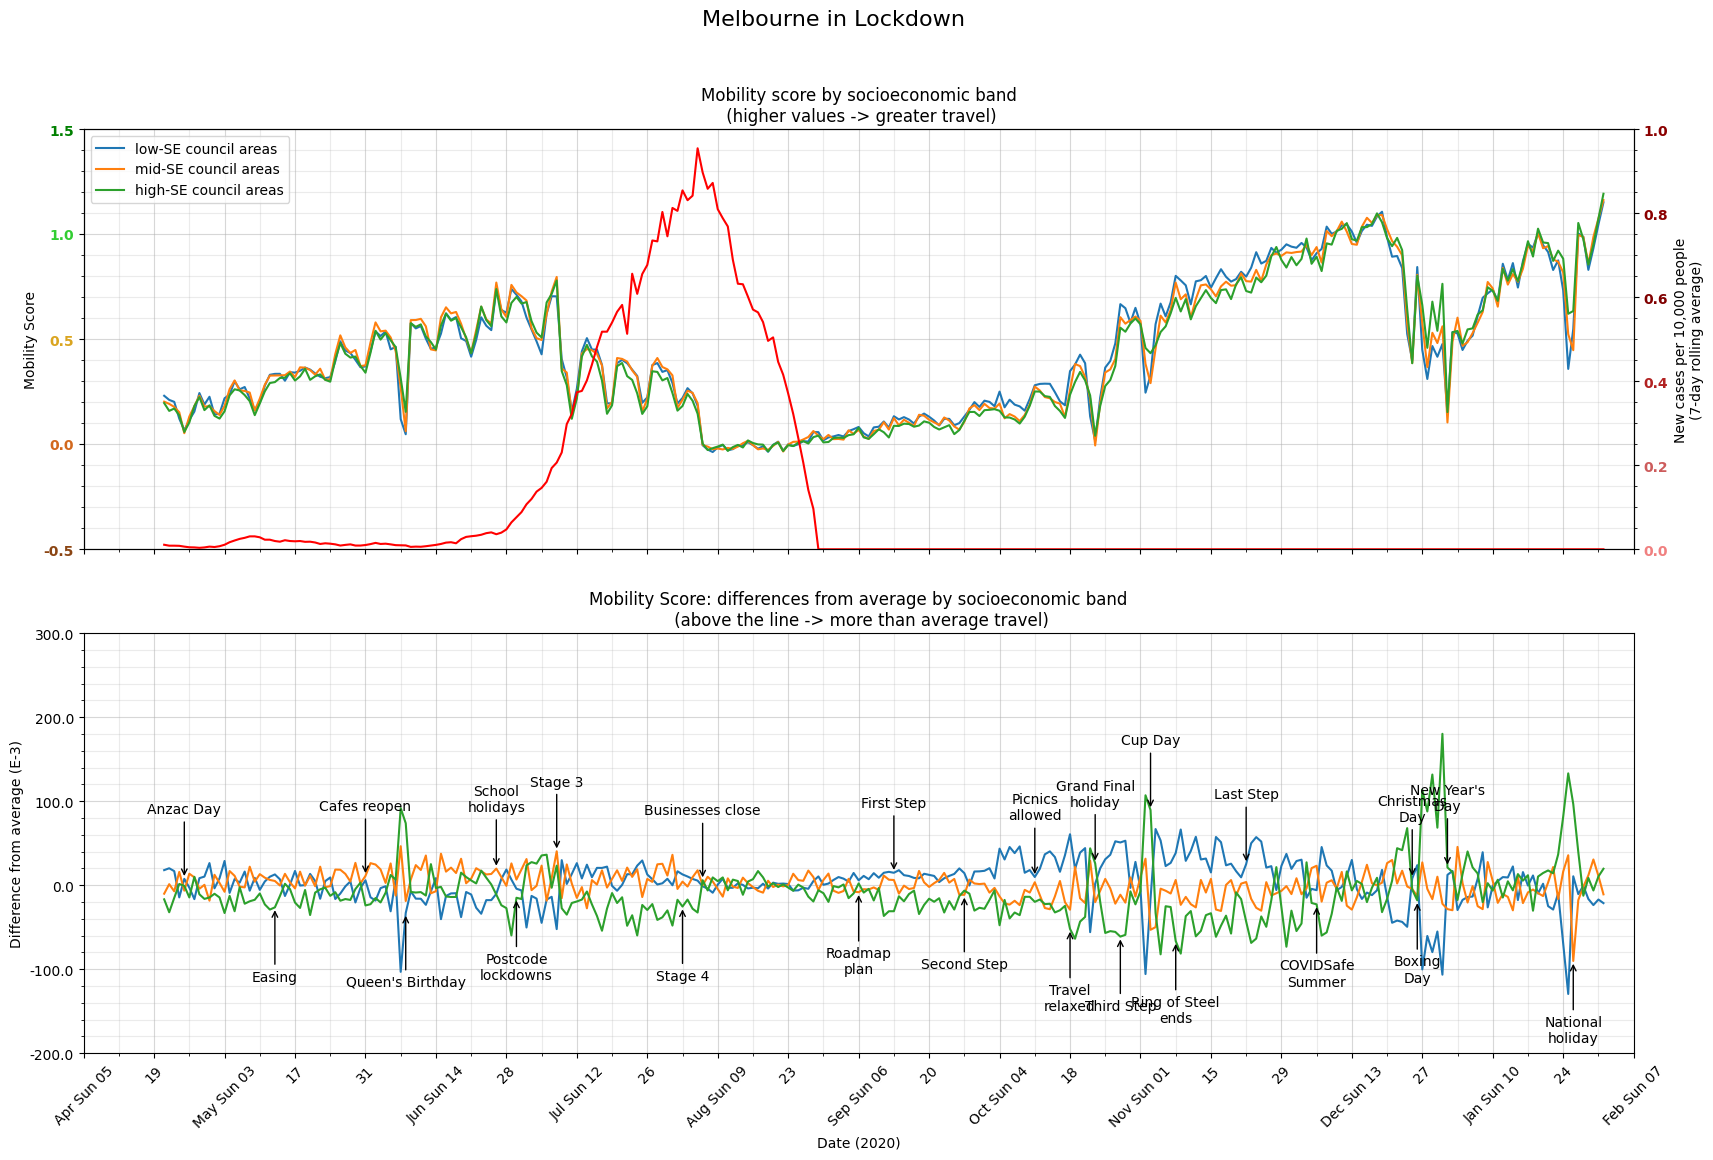 Melbourne in Lockdown
Mobility score by socioeconomic band
(higher values -> greater travel)
1.5
1.0
0.5
0.0
-0.5
Mobility Score
low-SE council areas
mid-SE council areas
high-SE council areas
1.0
0.8
0.6
0.4
0.2
0.0
New cases per 10,000 people
(7-day rolling average)
Mobility Score: differences from average by socioeconomic band
(above the line -> more than average travel)
300.0
200.0
100.0
0.0
-100.0
-200.0
Difference from average (E-3)
Anzac Day
Easing
Cafes reopen
Queen's Birthday
School
holidays
Postcode
lockdowns
Stage 3
Stage 4
Businesses close
Roadmap
plan
First Step
Second Step
Picnics
allowed
Travel
relaxed
Grand Final
holiday
Third Step
Cup Day
Ring of Steel
ends
Last Step
COVIDSafe
Summer
Christmas
Day
Boxing
Day
New Year's
Day
National
holiday
Apr Sun 05
19
May Sun 03
17
31
Jun Sun 14
28
Jul Sun 12
26
Aug Sun 09
23
Sep Sun 06
20
Oct Sun 04
18
Nov Sun 01
15
29
Dec Sun 13
27
Jan Sun 10
24
Feb Sun 07
Date (2020)